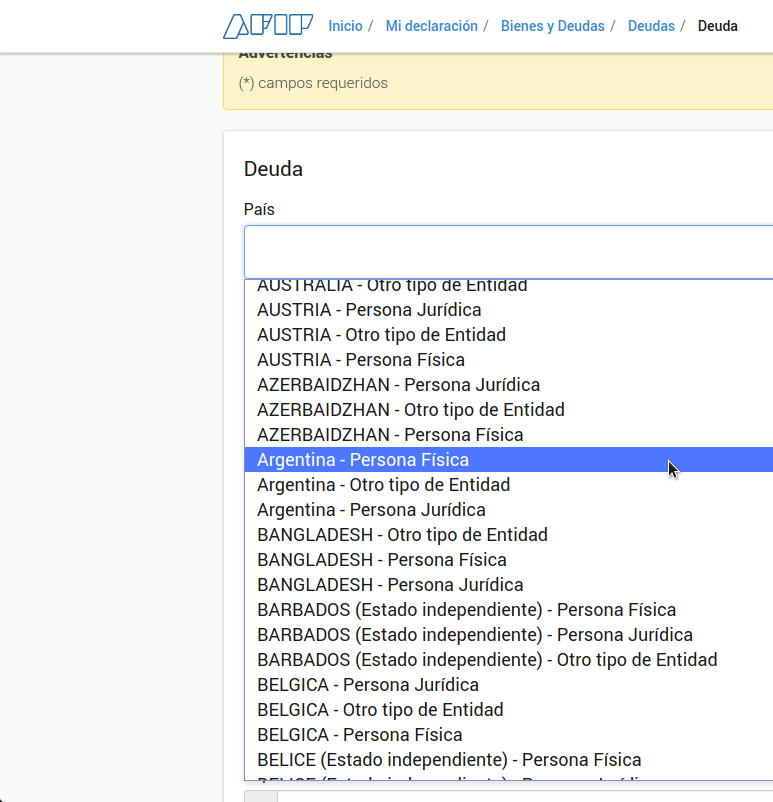 AFIP Inicio / Mi declaración / Bienes y Deudas / Deudas / Deuda
Advertencias
(*) campos requeridos
Deuda
País
AUSTRALIA - Otro tipo de Entidad
AUSTRIA - Persona Jurídica
AUSTRIA - Otro tipo de Entidad
AUSTRIA - Persona Física
AZERBAIDZHAN - Persona Jurídica
AZERBAIDZHAN - Otro tipo de Entidad
AZERBAIDZHAN - Persona Física
Argentina - Persona Física
Argentina - Otro tipo de Entidad
Argentina - Persona Jurídica
BANGLADESH - Otro tipo de Entidad
BANGLADESH - Persona Física
BANGLADESH - Persona Jurídica
BARBADOS (Estado independiente) - Persona Física
BARBADOS (Estado independiente) - Persona Jurídica
BARBADOS (Estado independiente) - Otro tipo de Entidad
BELGICA - Persona Jurídica
BELGICA - Otro tipo de Entidad
BELGICA - Persona Física
BELICE (Estado independiente) - Persona Física